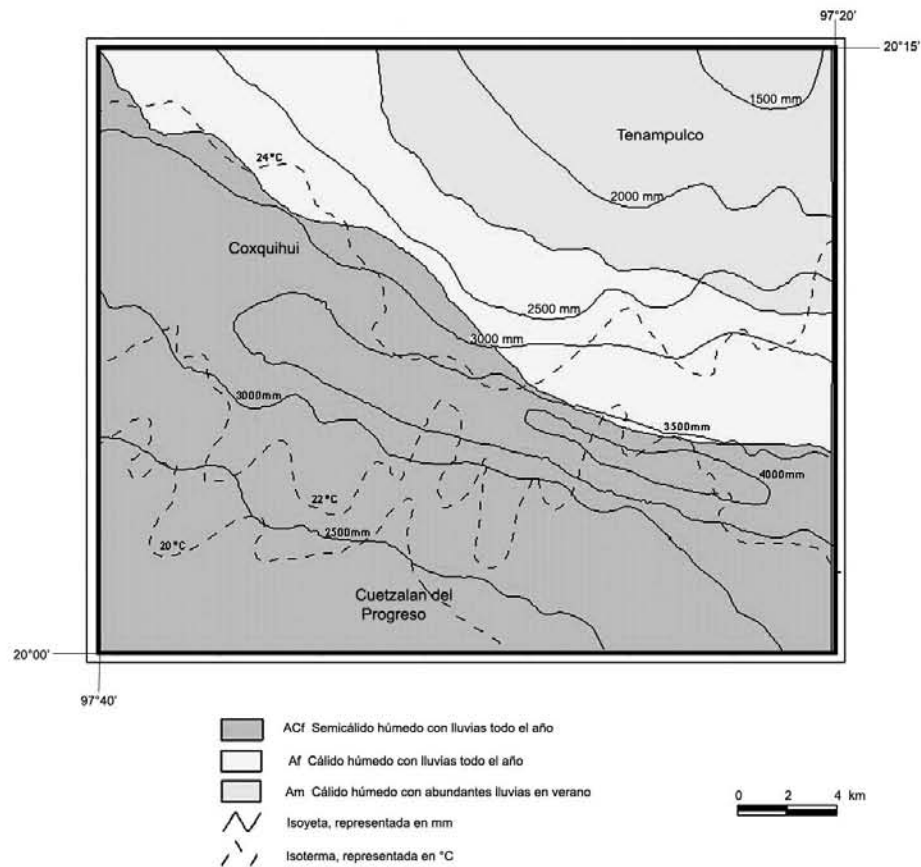 97°20'
20°15'
1500 mm
Tenampulco
24°C
2000 mm
Coxquihui
2500 mm
3000 mm
3000mm
3500mm
4000mm
22°C
2500mm
20°C
Cuetzalan del
Progreso
20°00'
97°40'
ACf Semicálido húmedo con lluvias todo el año
Af Cálido húmedo con lluvias todo el año
Am Cálido húmedo con abundantes lluvias en verano
0 2 4 km
Isoyeta, representada en mm
Isoterma, representada en °C